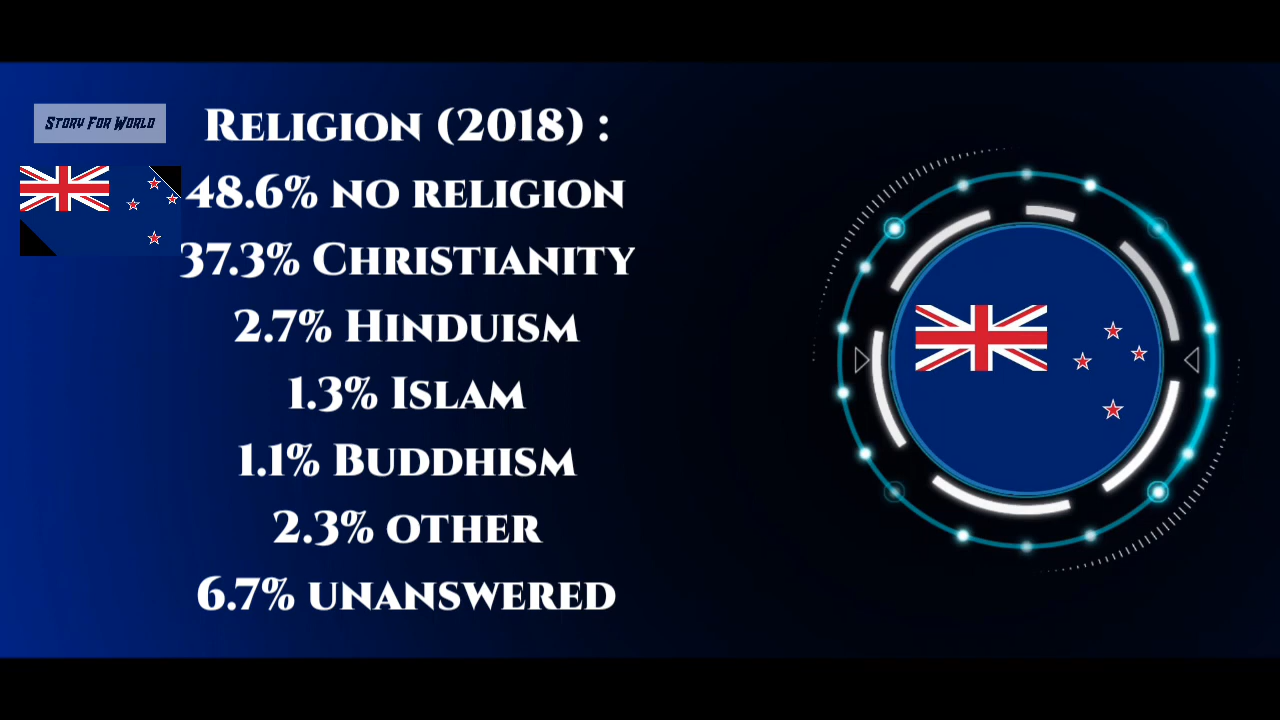 Story For World
Religion (2018) :
48.6% no religion
37.3% Christianity
2.7% Hinduism
1.3% Islam
1.1% Buddhism
2.3% other
6.7% unanswered